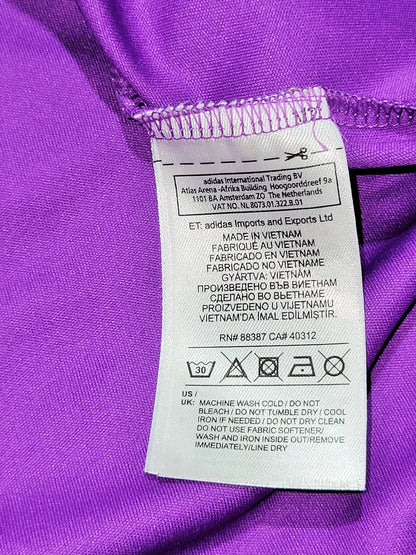 adidas International Trading BV
Atlas Arena -Afrika Building Hoogoorddreef 9a
1101 BA Amsterdam ZO The Netherlands
VAT NO. NL 8073.01.322.B.01
ET: adidas Imports and Exports Ltd
MADE IN VIETNAM
FABRIQUÉ AU VIETNAM
FABRICADO EN VIETNAM
FABRICADO NO VIETNAME
GYÁRTVA: VIETNÁM
ПРОИЗВЕДЕНО ВЪВ ВИЕТНАМ
СДЕЛАНО ВО ВЬЕТНАМЕ
PROIZVEDENO U VIJETNAMU
VIETNAM'DA İMAL EDİLMİŞTİR.
RN# 88387 CA# 40312
30
US /
UK: MACHINE WASH COLD / DO NOT
BLEACH / DO NOT TUMBLE DRY / COOL
IRON IF NEEDED / DO NOT DRY CLEAN
DO NOT USE FABRIC SOFTENER/
WASH AND IRON INSIDE OUT/REMOVE
IMMEDIATELY/LINE DRY